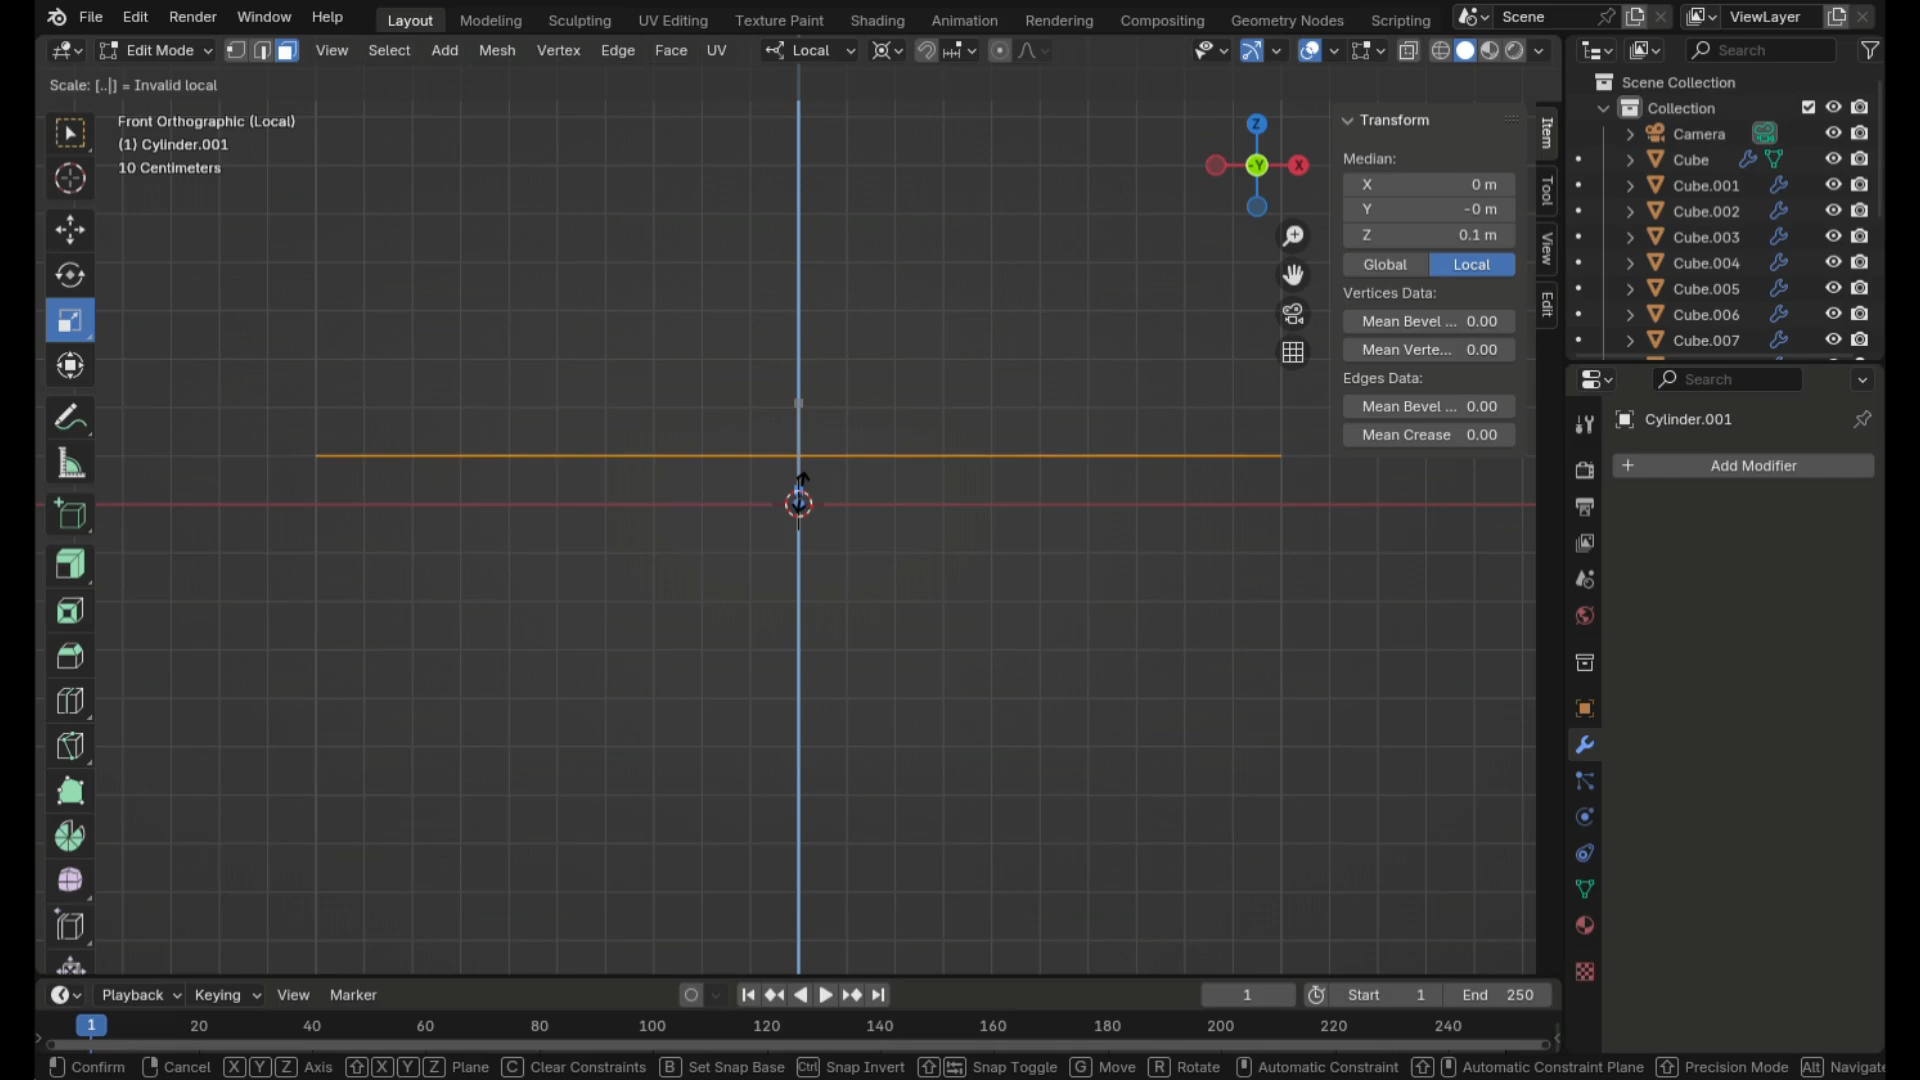 File Edit Render Window Help Layout Modeling Sculpting UV Editing Texture Paint Shading Animation Rendering Compositing Geometry Nodes Scripting Scene ViewLayer
Edit Mode View Select Add Mesh Vertex Edge Face UV Local Search
Scale: [..|] = Invalid local
Front Orthographic (Local)
(1) Cylinder.001
10 Centimeters
Z
-Y
X
Transform
Median:
X 0 m
Y -0 m
Z 0.1 m
Global Local
Vertices Data:
Mean Bevel ... 0.00
Mean Verte... 0.00
Edges Data:
Mean Bevel ... 0.00
Mean Crease 0.00
Item
Tool
View
Edit
Scene Collection
Collection
Camera
Cube
Cube.001
Cube.002
Cube.003
Cube.004
Cube.005
Cube.006
Cube.007
Search
Cylinder.001
+ Add Modifier
Playback Keying View Marker 1 Start 1 End 250
1 20 40 60 80 100 120 140 160 180 200 220 240
Confirm Cancel X Y Z Axis X Y Z Plane C Clear Constraints B Set Snap Base Ctrl Snap Invert Snap Toggle G Move R Rotate Automatic Constraint Automatic Constraint Plane Precision Mode Alt Navigate